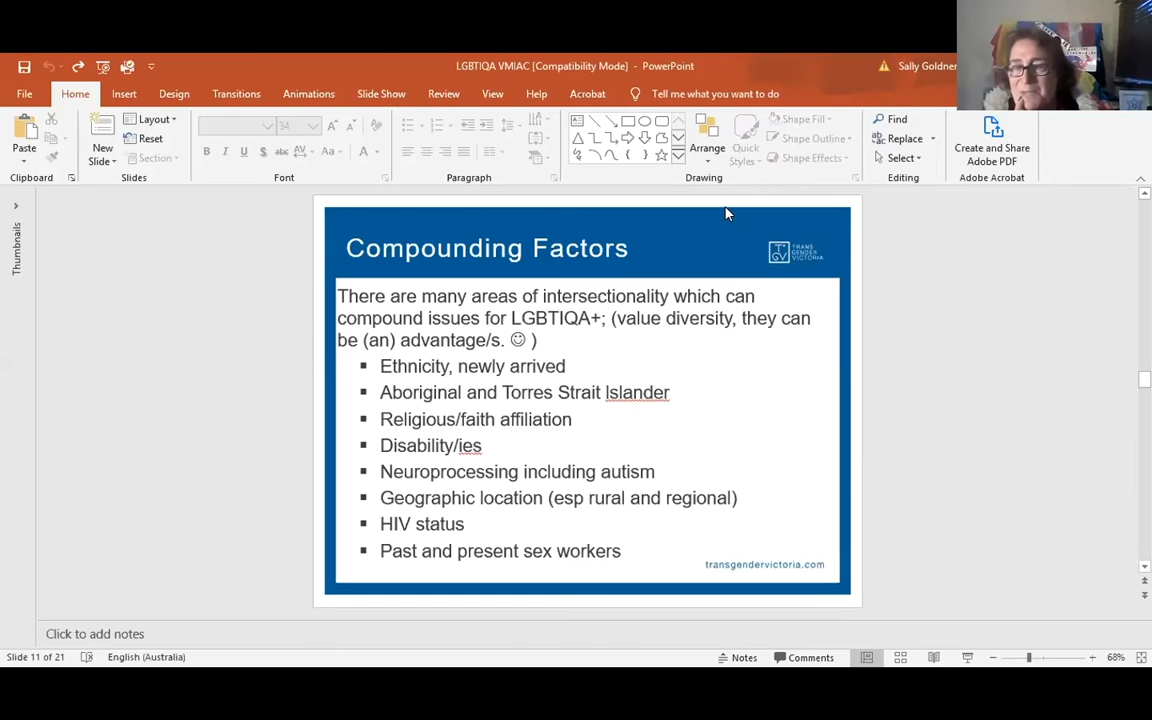 LGBTIQA VMIAC [Compatibility Mode] - PowerPoint
Sally Goldner
File Home Insert Design Transitions Animations Slide Show Review View Help Acrobat Tell me what you want to do
Paste
New
Slide
Layout
Reset
Section
34
B I U S abc AV Aa A
Arrange
Quick
Styles
Shape Fill
Shape Outline
Shape Effects
Find
Replace
Select
Create and Share
Adobe PDF
Clipboard Slides Font Paragraph Drawing Editing Adobe Acrobat
Thumbnails
Compounding Factors
TGV
TRANS
GENDER
VICTORIA
There are many areas of intersectionality which can
compound issues for LGBTIQA+; (value diversity, they can
be (an) advantage/s. ☺ )
▪ Ethnicity, newly arrived
▪ Aboriginal and Torres Strait Islander
▪ Religious/faith affiliation
▪ Disability/ies
▪ Neuroprocessing including autism
▪ Geographic location (esp rural and regional)
▪ HIV status
▪ Past and present sex workers
transgendervictoria.com
Click to add notes
Slide 11 of 21 English (Australia) Notes Comments 68%